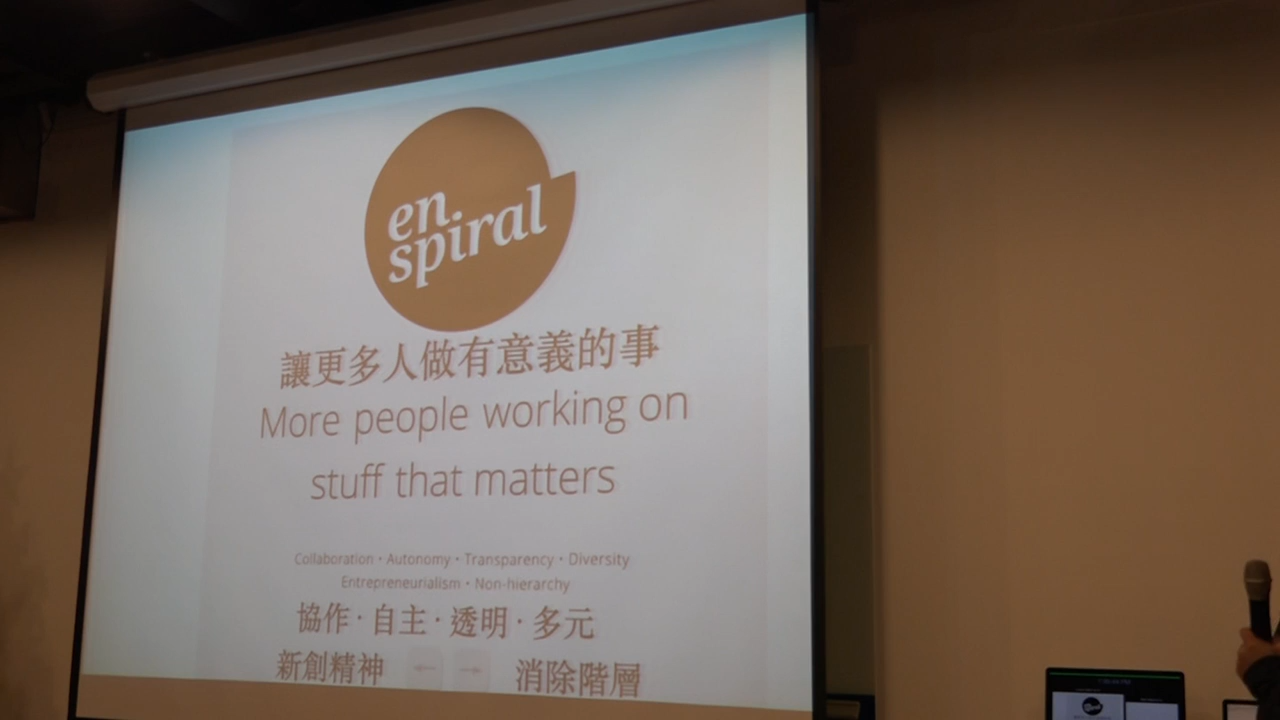 en
spiral
讓更多人做有意義的事
More people working on
stuff that matters
Collaboration · Autonomy · Transparency · Diversity
Entrepreneurialism · Non-hierarchy
協作 · 自主 · 透明 · 多元
新創精神 ← → 消除階層